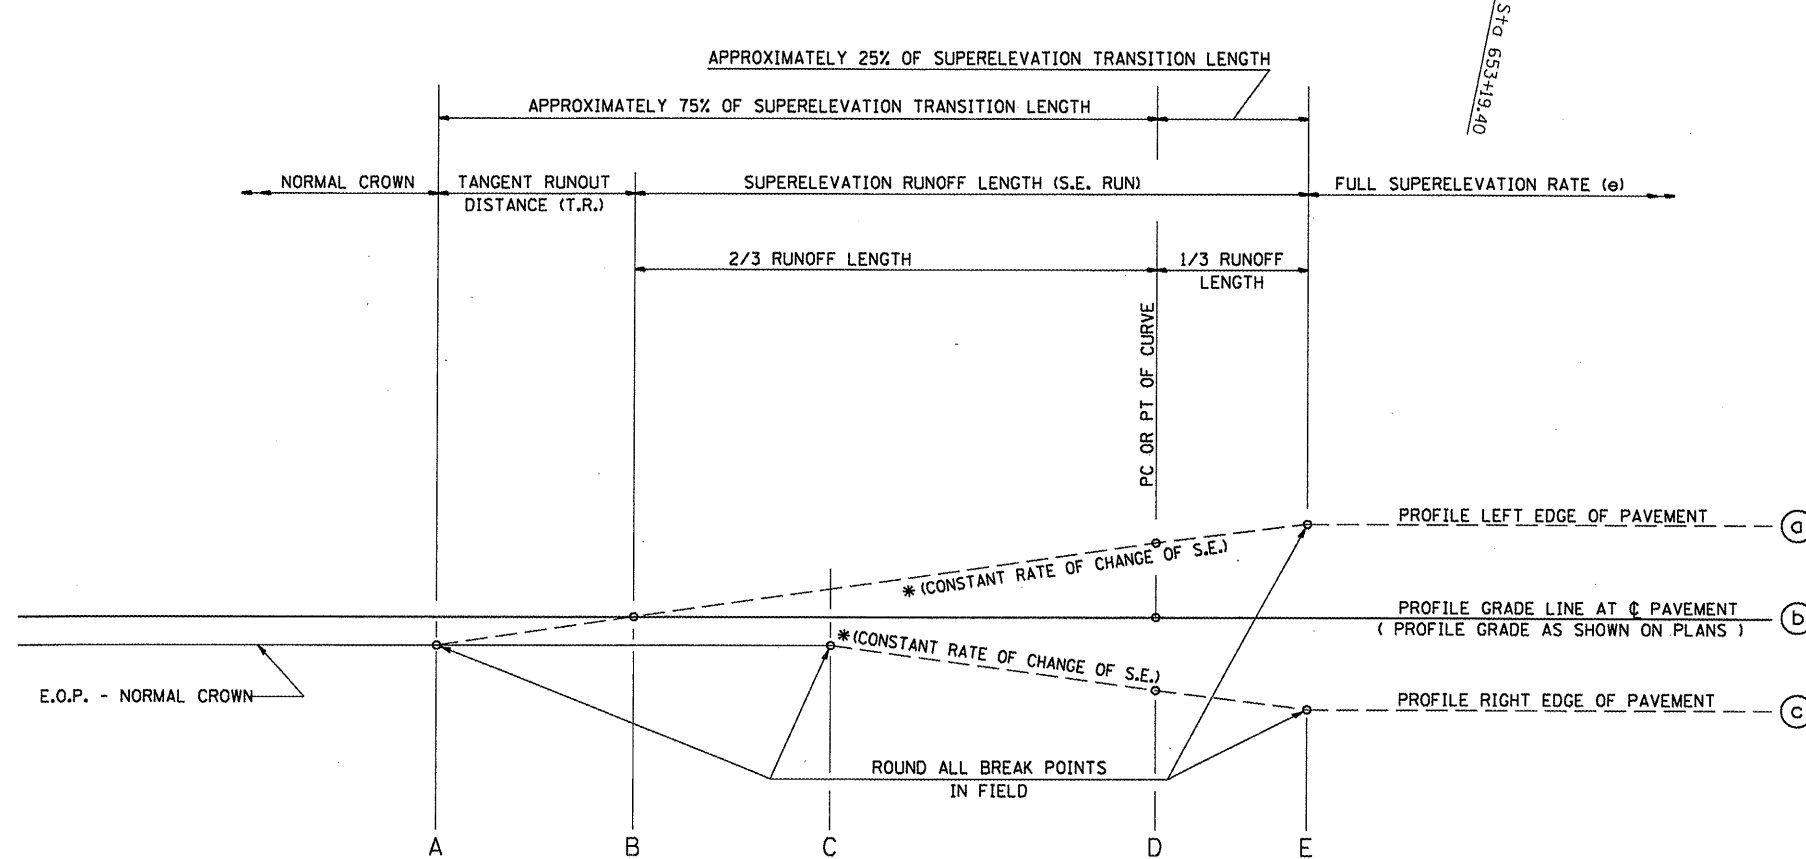 Sta 653+19.40
APPROXIMATELY 25% OF SUPERELEVATION TRANSITION LENGTH
APPROXIMATELY 75% OF SUPERELEVATION TRANSITION LENGTH
NORMAL CROWN
TANGENT RUNOUT
DISTANCE (T.R.)
SUPERELEVATION RUNOFF LENGTH (S.E. RUN)
FULL SUPERELEVATION RATE (e)
2/3 RUNOFF LENGTH
1/3 RUNOFF
LENGTH
PC OR PT OF CURVE
PROFILE LEFT EDGE OF PAVEMENT
a
* (CONSTANT RATE OF CHANGE OF S.E.)
PROFILE GRADE LINE AT ℄ PAVEMENT
( PROFILE GRADE AS SHOWN ON PLANS )
b
* (CONSTANT RATE OF CHANGE OF S.E.)
E.O.P. - NORMAL CROWN
PROFILE RIGHT EDGE OF PAVEMENT
c
ROUND ALL BREAK POINTS
IN FIELD
A B C D E